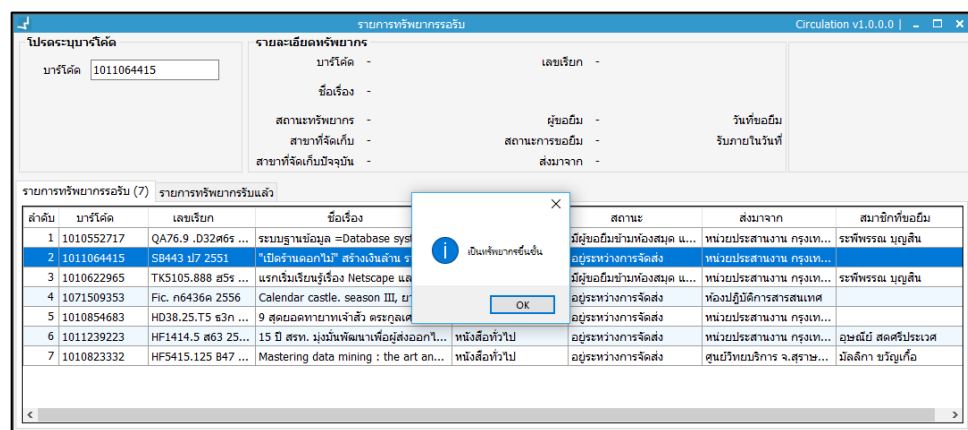 รายการทรัพยากรรอรับ Circulation v1.0.0.0 |
โปรดระบุบาร์โค้ด รายละเอียดทรัพยากร
บาร์โค้ด 1011064415 บาร์โค้ด - เลขเรียก -
ชื่อเรื่อง -
สถานะทรัพยากร - ผู้ขอยืม - วันที่ขอยืม
สาขาที่จัดเก็บ - สถานะการขอยืม - รับภายในวันที่
สาขาที่จัดเก็บปัจจุบัน - ส่งมาจาก -
รายการทรัพยากรรอรับ (7) รายการทรัพยากรรับแล้ว
ลำดับ บาร์โค้ด เลขเรียก ชื่อเรื่อง สถานะ ส่งมาจาก สมาชิกที่ขอยืม
1 1010552717 QA76.9 .D32ศ6ร ... ระบบฐานข้อมูล =Database syst มีผู้ขอยืมข้ามห้องสมุด แ... หน่วยประสานงาน กรุงเท... ระพีพรรณ บุญสิน
2 1011064415 SB443 ป7 2551 "เปิดร้านดอกไม้" สร้างเงินล้าน ร อยู่ระหว่างการจัดส่ง หน่วยประสานงาน กรุงเท...
3 1010622965 TK5105.888 ฮ5ร ... แรกเริ่มเรียนรู้เรื่อง Netscape แล มีผู้ขอยืมข้ามห้องสมุด แ... หน่วยประสานงาน กรุงเท... ระพีพรรณ บุญสิน
4 1071509353 Fic. ก6436ค 2556 Calendar castle. season III, ยา อยู่ระหว่างการจัดส่ง ห้องปฏิบัติการสารสนเทศ
5 1010854683 HD38.25.T5 ธ3ก ... 9 สุดยอดทายาทเจ้าสัว ตระกูลเศ อยู่ระหว่างการจัดส่ง หน่วยประสานงาน กรุงเท...
6 1011239223 HF1414.5 ส63 25... 15 ปี สรท. มุ่งมั่นพัฒนาเพื่อผู้ส่งออกไ... หนังสือทั่วไป อยู่ระหว่างการจัดส่ง หน่วยประสานงาน กรุงเท... อุษณีย์ สดศรีประเวศ
7 1010823332 HF5415.125 B47 ... Mastering data mining : the art an... หนังสือทั่วไป อยู่ระหว่างการจัดส่ง ศูนย์วิทยบริการ จ.สุราษ... มัลลิกา ขวัญเกื้อ
เป็นทรัพยากรขึ้นชั้น
OK